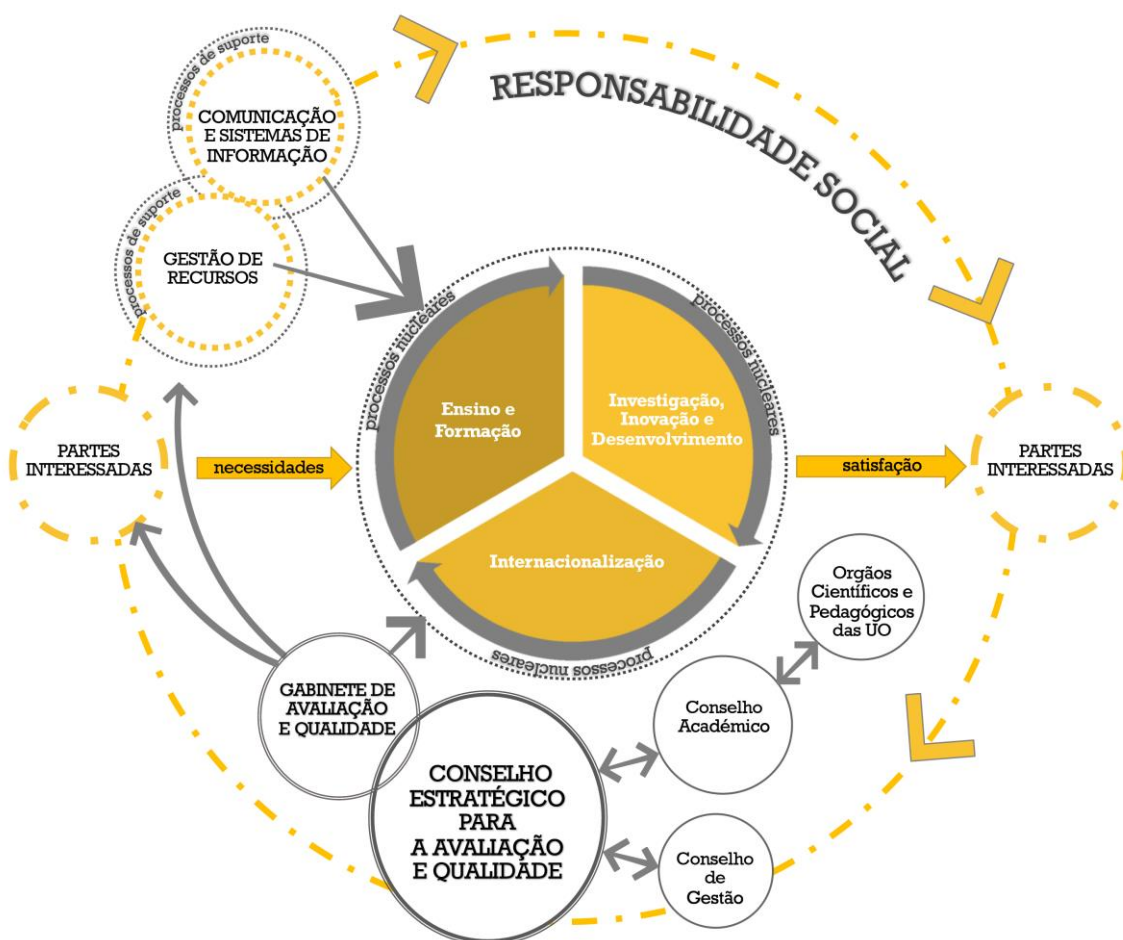 processos de suporte
COMUNICAÇÃO
E SISTEMAS DE
INFORMAÇÃO
RESPONSABILIDADE SOCIAL
processos de suporte
GESTÃO DE
RECURSOS
processos nucleares
processos nucleares
Ensino e
Formação
Investigação,
Inovação e
Desenvolvimento
PARTES
INTERESSADAS
necessidades
satisfação
PARTES
INTERESSADAS
Internacionalização
processos nucleares
Orgãos
Científicos e
Pedagógicos
das UO
GABINETE DE
AVALIAÇÃO
E QUALIDADE
Conselho
Académico
CONSELHO
ESTRATÉGICO
PARA
A AVALIAÇÃO
E QUALIDADE
Conselho
de
Gestão